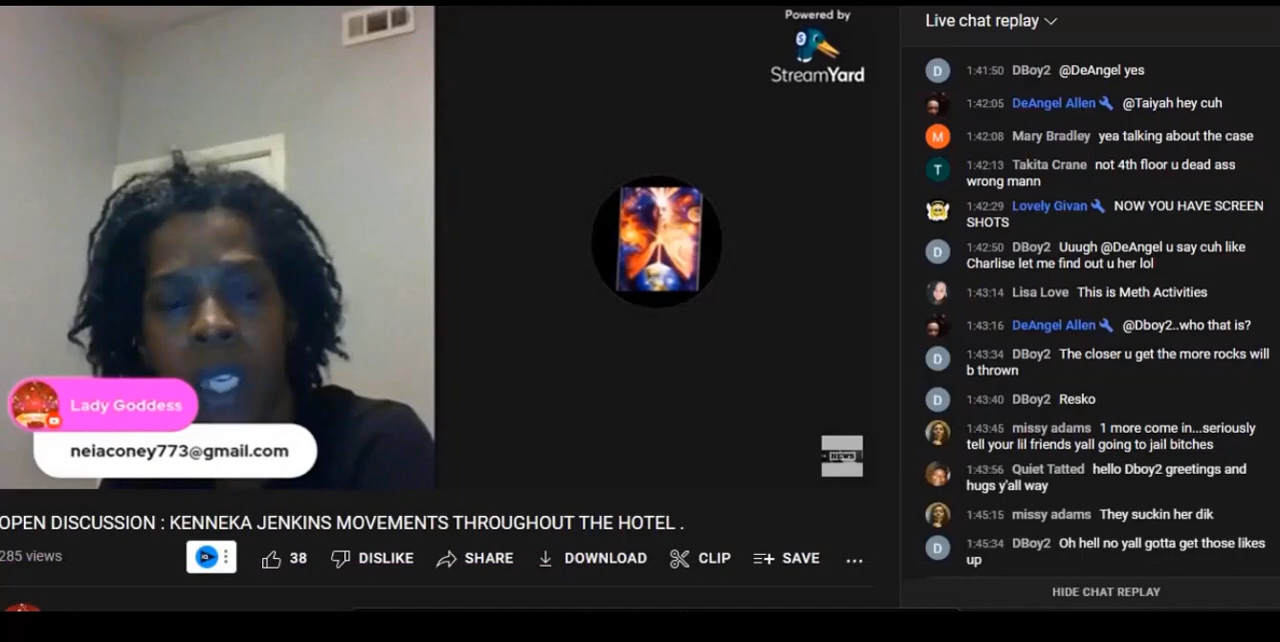 Powered by
StreamYard
Lady Goddess
neiaconey773@gmail.com
NEWS
OPEN DISCUSSION : KENNEKA JENKINS MOVEMENTS THROUGHOUT THE HOTEL .
285 views
38
DISLIKE
SHARE
DOWNLOAD
CLIP
SAVE
Live chat replay
D
1:41:50 DBoy2 @DeAngel yes
1:42:05 DeAngel Allen @Taiyah hey cuh
M
1:42:08 Mary Bradley yea talking about the case
T
1:42:13 Takita Crane not 4th floor u dead ass
wrong mann
1:42:29 Lovely Givan NOW YOU HAVE SCREEN
SHOTS
D
1:42:50 DBoy2 Uuugh @DeAngel u say cuh like
Charlise let me find out u her lol
1:43:14 Lisa Love This is Meth Activities
1:43:16 DeAngel Allen @Dboy2..who that is?
D
1:43:34 DBoy2 The closer u get the more rocks will
b thrown
D
1:43:40 DBoy2 Resko
1:43:45 missy adams 1 more come in...seriously
tell your lil friends yall going to jail bitches
1:43:56 Quiet Tatted hello Dboy2 greetings and
hugs y'all way
1:45:15 missy adams They suckin her dik
D
1:45:34 DBoy2 Oh hell no yall gotta get those likes
up
HIDE CHAT REPLAY